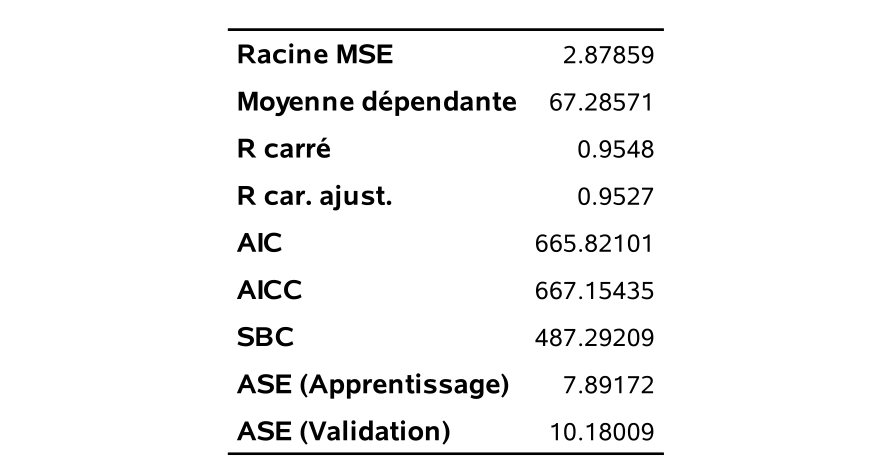 Racine MSE 2.87859
Moyenne dépendante 67.28571
R carré 0.9548
R car. ajust. 0.9527
AIC 665.82101
AICC 667.15435
SBC 487.29209
ASE (Apprentissage) 7.89172
ASE (Validation) 10.18009